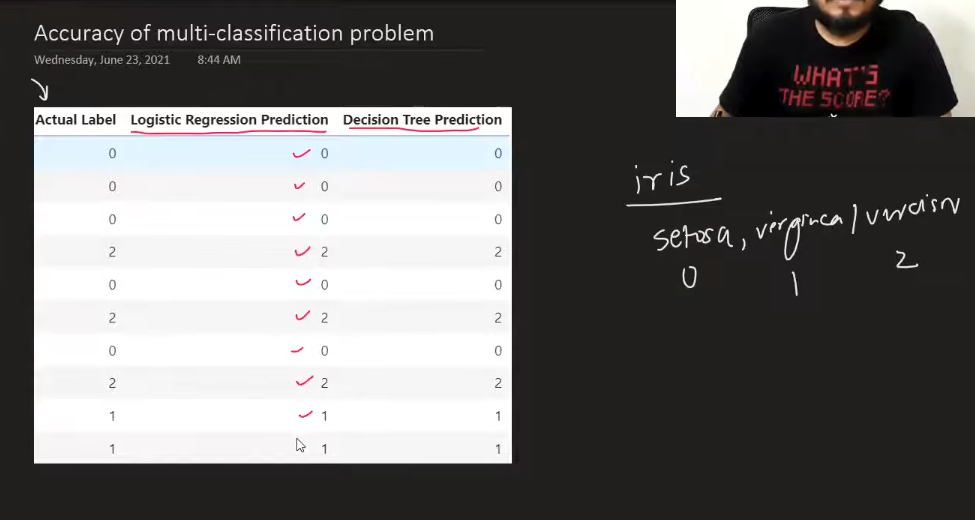 Accuracy of multi-classification problem
Wednesday, June 23, 2021 8:44 AM
WHAT'S
THE SCORE?
Actual Label Logistic Regression Prediction Decision Tree Prediction
0 0 0
0 0 0
0 0 0
2 2 2
0 0 0
2 2 2
0 0 0
2 2 2
1 1 1
1 1 1
iris
setosa, verginca /
0 1 2